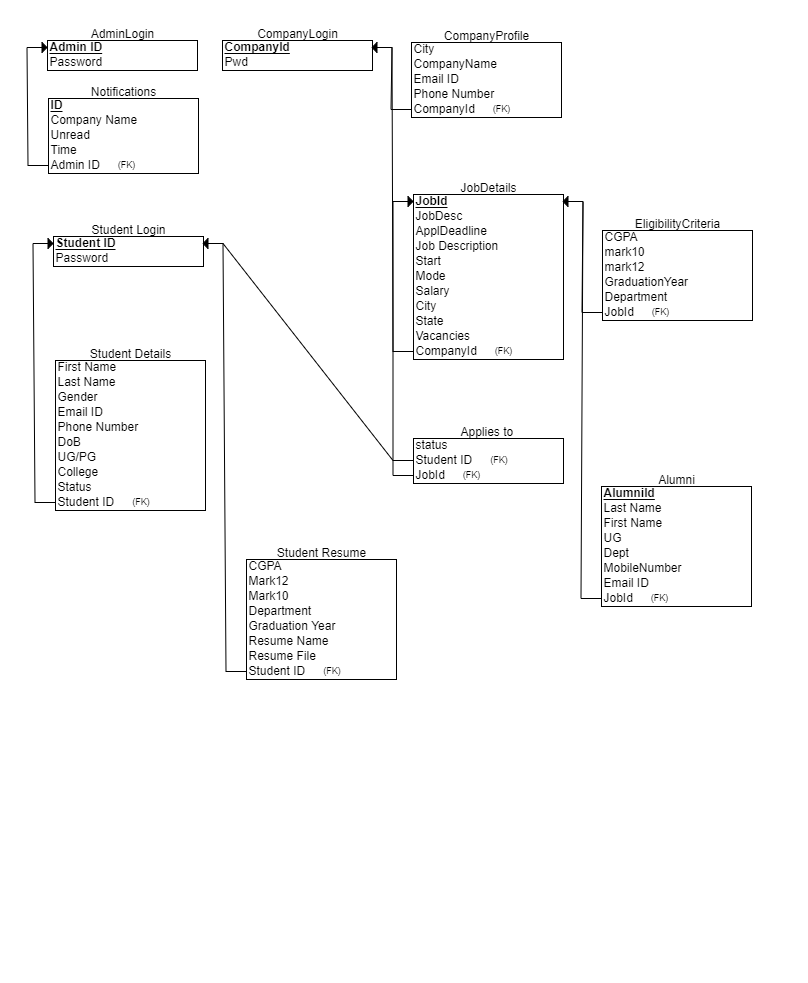 AdminLogin
Admin ID
Password
CompanyLogin
CompanyId
Pwd
CompanyProfile
City
CompanyName
Email ID
Phone Number
CompanyId (FK)
Notifications
ID
Company Name
Unread
Time
Admin ID (FK)
JobDetails
JobId
JobDesc
ApplDeadline
Job Description
Start
Mode
Salary
City
State
Vacancies
CompanyId (FK)
EligibilityCriteria
CGPA
mark10
mark12
GraduationYear
Department
JobId (FK)
Student Login
Student ID
Password
Student Details
First Name
Last Name
Gender
Email ID
Phone Number
DoB
UG/PG
College
Status
Student ID (FK)
Applies to
status
Student ID (FK)
JobId (FK)
Alumni
AlumniId
Last Name
First Name
UG
Dept
MobileNumber
Email ID
JobId (FK)
Student Resume
CGPA
Mark12
Mark10
Department
Graduation Year
Resume Name
Resume File
Student ID (FK)